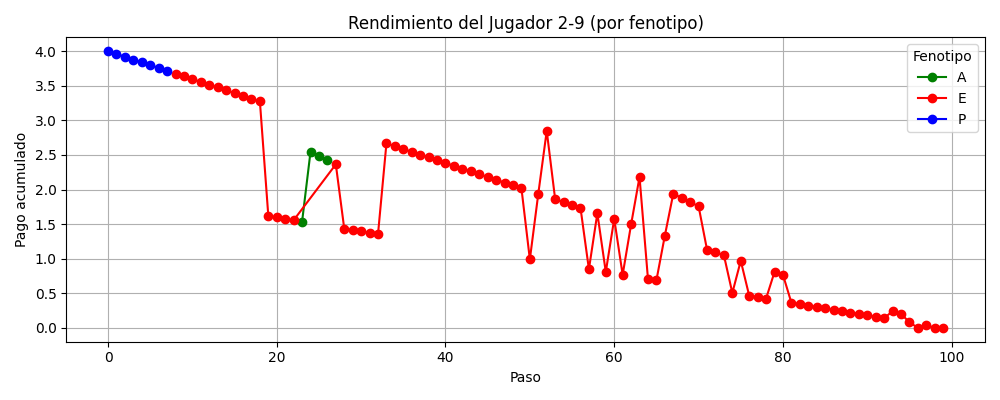 Rendimiento del Jugador 2-9 (por fenotipo)
Pago acumulado
4.0
3.5
3.0
2.5
2.0
1.5
1.0
0.5
0.0
Fenotipo
A
E
P
0 20 40 60 80 100
Paso